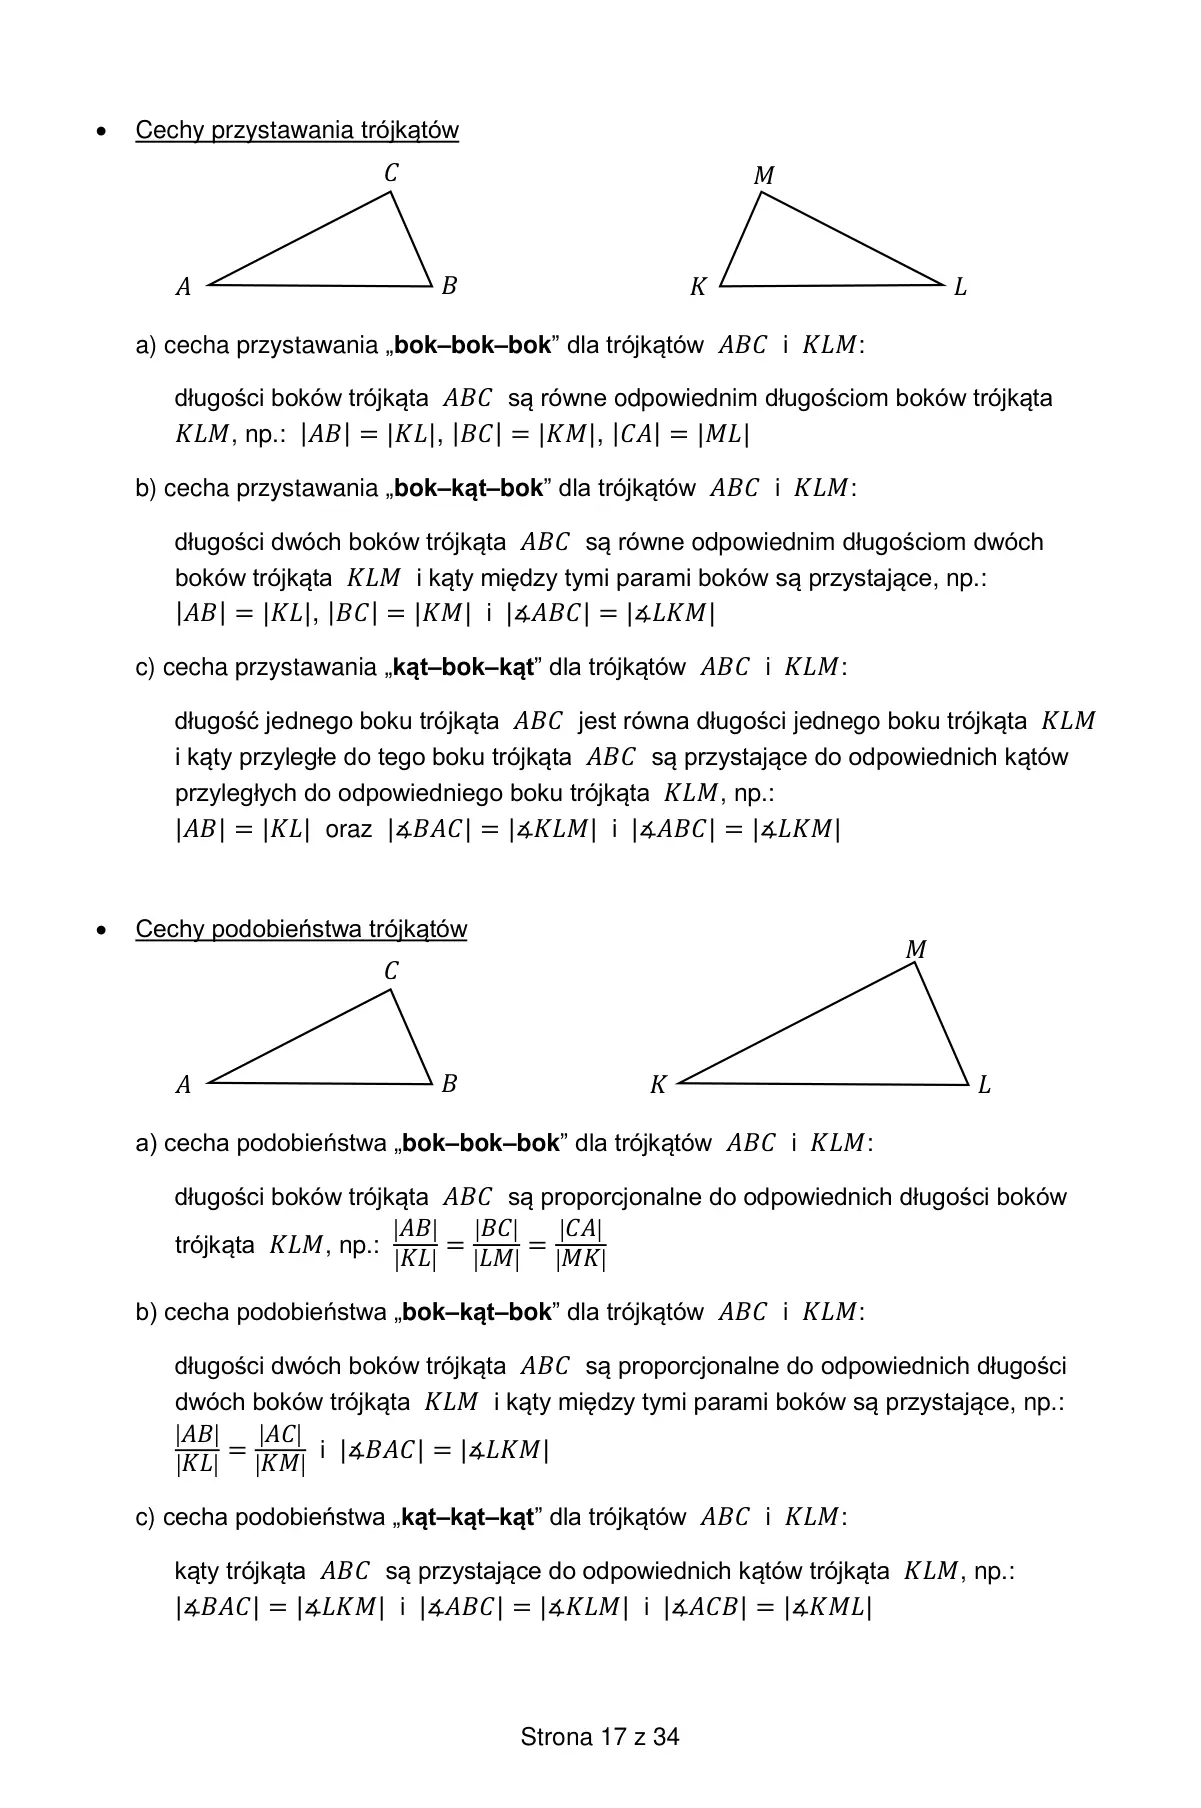 • Cechy przystawania trójkątów
C M
A B K L
a) cecha przystawania „bok–bok–bok” dla trójkątów ABC i KLM:
długości boków trójkąta ABC są równe odpowiednim długościom boków trójkąta
KLM, np.: |AB| = |KL|, |BC| = |KM|, |CA| = |ML|
b) cecha przystawania „bok–kąt–bok” dla trójkątów ABC i KLM:
długości dwóch boków trójkąta ABC są równe odpowiednim długościom dwóch
boków trójkąta KLM i kąty między tymi parami boków są przystające, np.:
|AB| = |KL|, |BC| = |KM| i |∡ABC| = |∡LKM|
c) cecha przystawania „kąt–bok–kąt” dla trójkątów ABC i KLM:
długość jednego boku trójkąta ABC jest równa długości jednego boku trójkąta KLM
i kąty przyległe do tego boku trójkąta ABC są przystające do odpowiednich kątów
przyległych do odpowiedniego boku trójkąta KLM, np.:
|AB| = |KL| oraz |∡BAC| = |∡KLM| i |∡ABC| = |∡LKM|
• Cechy podobieństwa trójkątów
C M
A B K L
a) cecha podobieństwa „bok–bok–bok” dla trójkątów ABC i KLM:
długości boków trójkąta ABC są proporcjonalne do odpowiednich długości boków
trójkąta KLM, np.: |AB|/|KL| = |BC|/|LM| = |CA|/|MK|
b) cecha podobieństwa „bok–kąt–bok” dla trójkątów ABC i KLM:
długości dwóch boków trójkąta ABC są proporcjonalne do odpowiednich długości
dwóch boków trójkąta KLM i kąty między tymi parami boków są przystające, np.:
|AB|/|KL| = |AC|/|KM| i |∡BAC| = |∡LKM|
c) cecha podobieństwa „kąt–kąt–kąt” dla trójkątów ABC i KLM:
kąty trójkąta ABC są przystające do odpowiednich kątów trójkąta KLM, np.:
|∡BAC| = |∡LKM| i |∡ABC| = |∡KLM| i |∡ACB| = |∡KML|
Strona 17 z 34